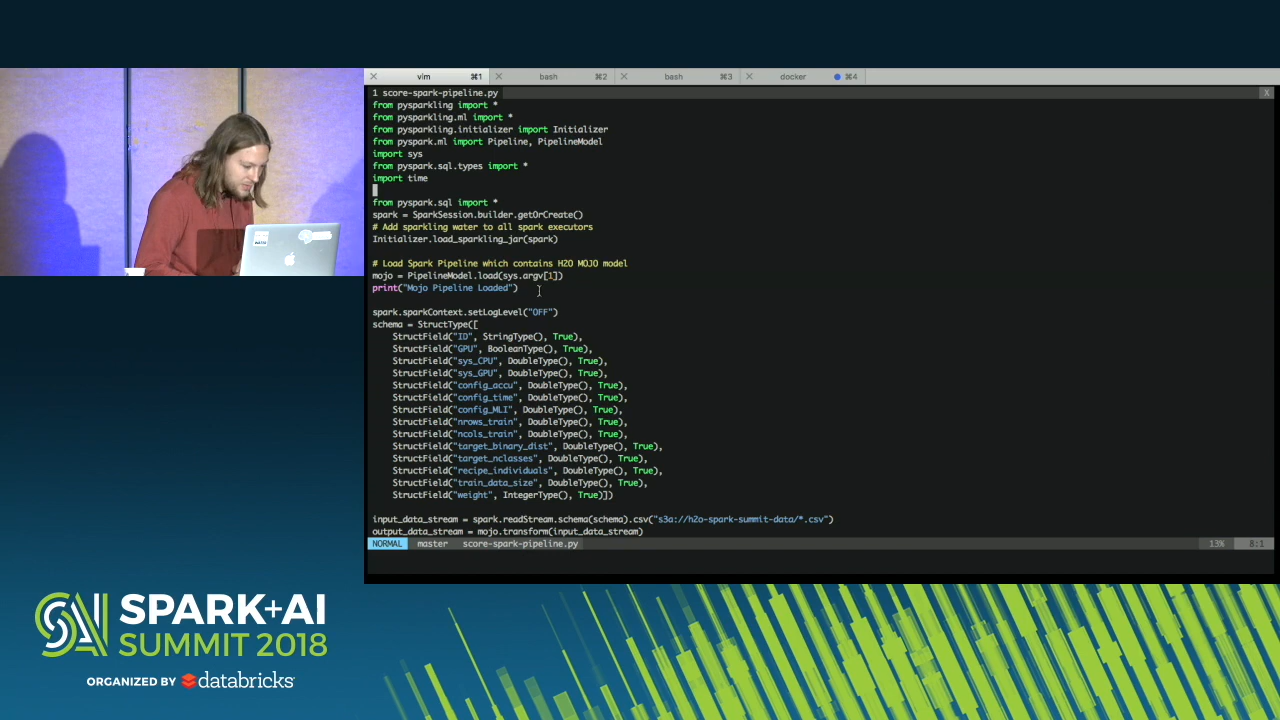 vim ⌘1 bash ⌘2 bash ⌘3 docker ⌘4
1 score-spark-pipeline.py X
from pysparkling import *
from pysparkling.ml import *
from pysparkling.initializer import Initializer
from pyspark.ml import Pipeline, PipelineModel
import sys
from pyspark.sql.types import *
import time
from pyspark.sql import *
spark = SparkSession.builder.getOrCreate()
# Add sparkling water to all spark executors
Initializer.load_sparkling_jar(spark)
# Load Spark Pipeline which contains H2O MOJO model
mojo = PipelineModel.load(sys.argv[1])
print("Mojo Pipeline Loaded")
spark.sparkContext.setLogLevel("OFF")
schema = StructType([
StructField("ID", StringType(), True),
StructField("GPU", BooleanType(), True),
StructField("sys_CPU", DoubleType(), True),
StructField("sys_GPU", DoubleType(), True),
StructField("config_accu", DoubleType(), True),
StructField("config_time", DoubleType(), True),
StructField("config_MLI", DoubleType(), True),
StructField("nrows_train", DoubleType(), True),
StructField("ncols_train", DoubleType(), True),
StructField("target_binary_dist", DoubleType(), True),
StructField("target_nclasses", DoubleType(), True),
StructField("recipe_individuals", DoubleType(), True),
StructField("train_data_size", DoubleType(), True),
StructField("weight", IntegerType(), True)])
input_data_stream = spark.readStream.schema(schema).csv("s3a://h2o-spark-summit-data/*.csv")
output_data_stream = mojo.transform(input_data_stream)
NORMAL master score-spark-pipeline.py 13% 8:1
SPARK+AI
SUMMIT 2018
ORGANIZED BY databricks